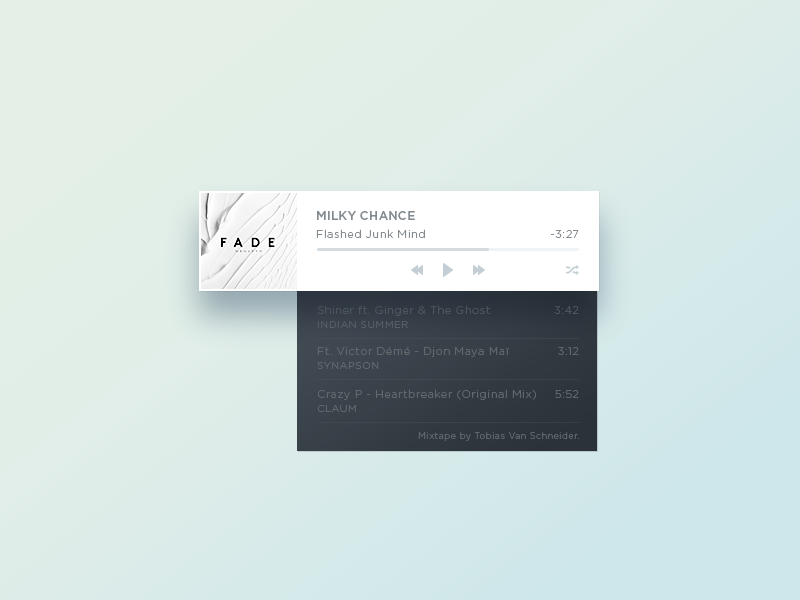 FADE
MILKY CHANCE
Flashed Junk Mind -3:27
Shiner ft. Ginger & The Ghost 3:42
INDIAN SUMMER
Ft. Victor Démé - Djon Maya Maï 3:12
SYNAPSON
Crazy P - Heartbreaker (Original Mix) 5:52
CLAUM
Mixtape by Tobias Van Schneider.